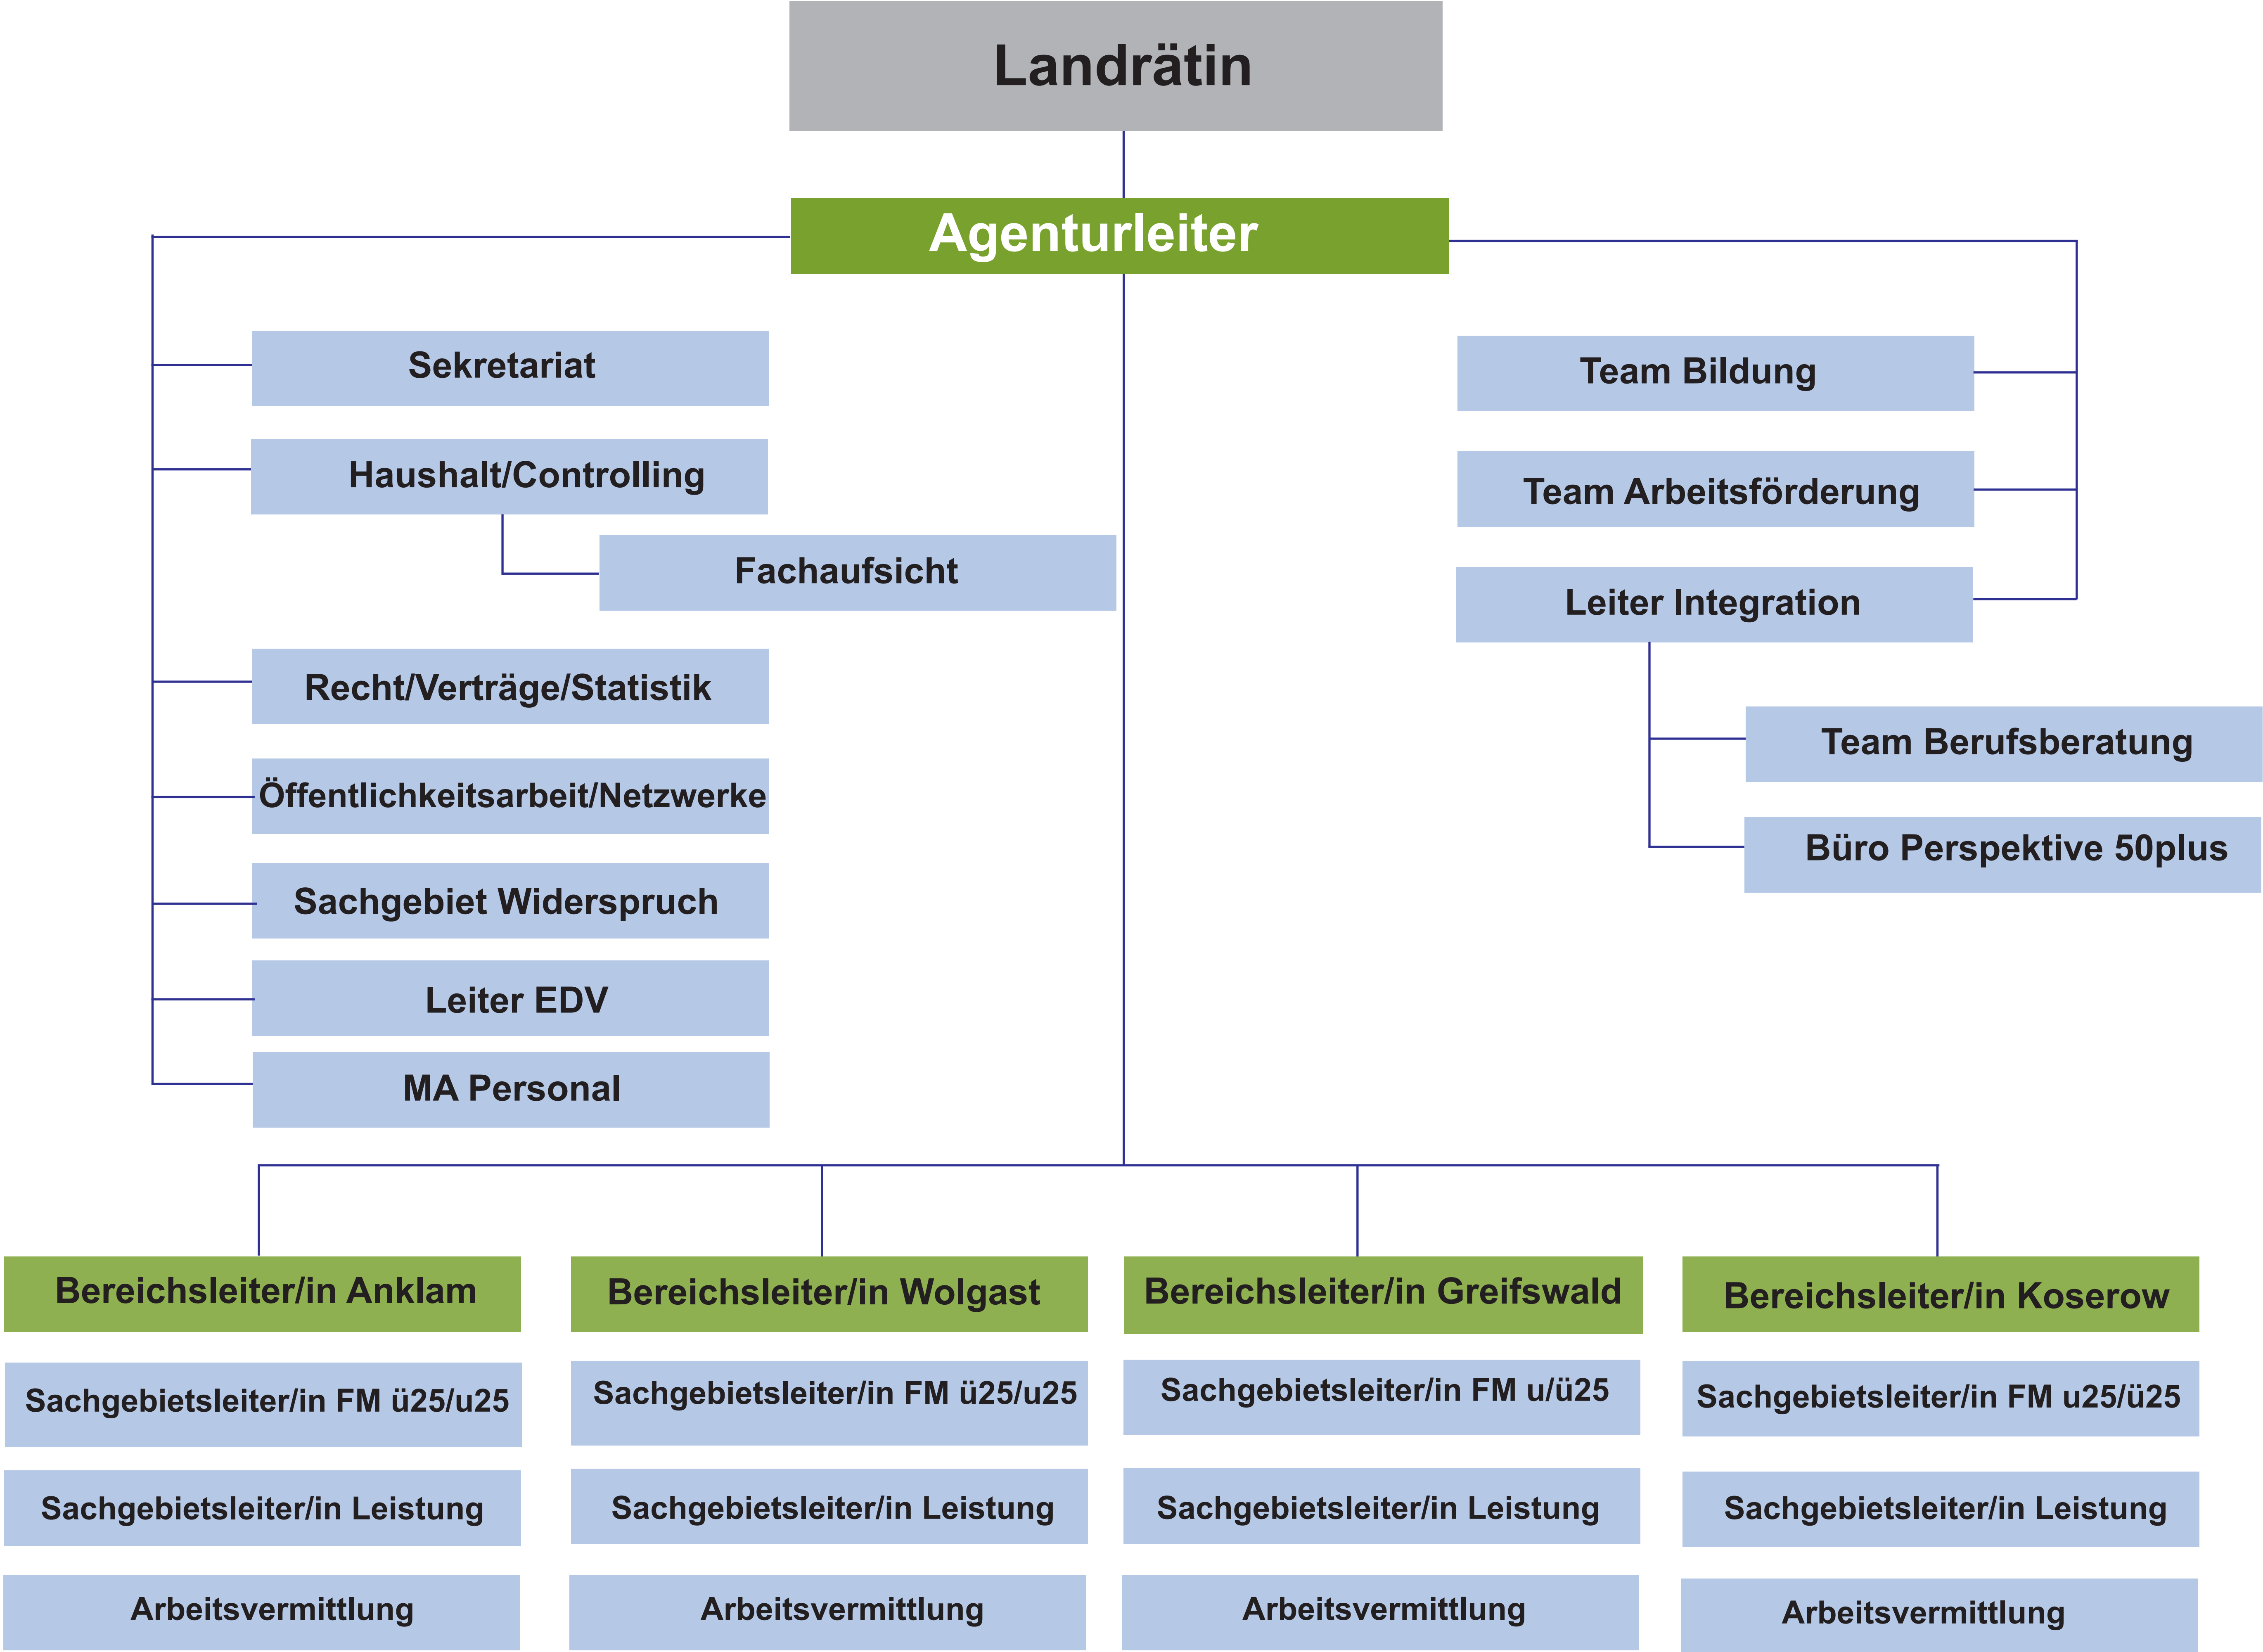 Landrätin
Agenturleiter
Sekretariat
Haushalt/Controlling
Fachaufsicht
Recht/Verträge/Statistik
Öffentlichkeitsarbeit/Netzwerke
Sachgebiet Widerspruch
Leiter EDV
MA Personal
Team Bildung
Team Arbeitsförderung
Leiter Integration
Team Berufsberatung
Büro Perspektive 50plus
Bereichsleiter/in Anklam
Sachgebietsleiter/in FM ü25/u25
Sachgebietsleiter/in Leistung
Arbeitsvermittlung
Bereichsleiter/in Wolgast
Sachgebietsleiter/in FM ü25/u25
Sachgebietsleiter/in Leistung
Arbeitsvermittlung
Bereichsleiter/in Greifswald
Sachgebietsleiter/in FM u/ü25
Sachgebietsleiter/in Leistung
Arbeitsvermittlung
Bereichsleiter/in Koserow
Sachgebietsleiter/in FM u25/ü25
Sachgebietsleiter/in Leistung
Arbeitsvermittlung